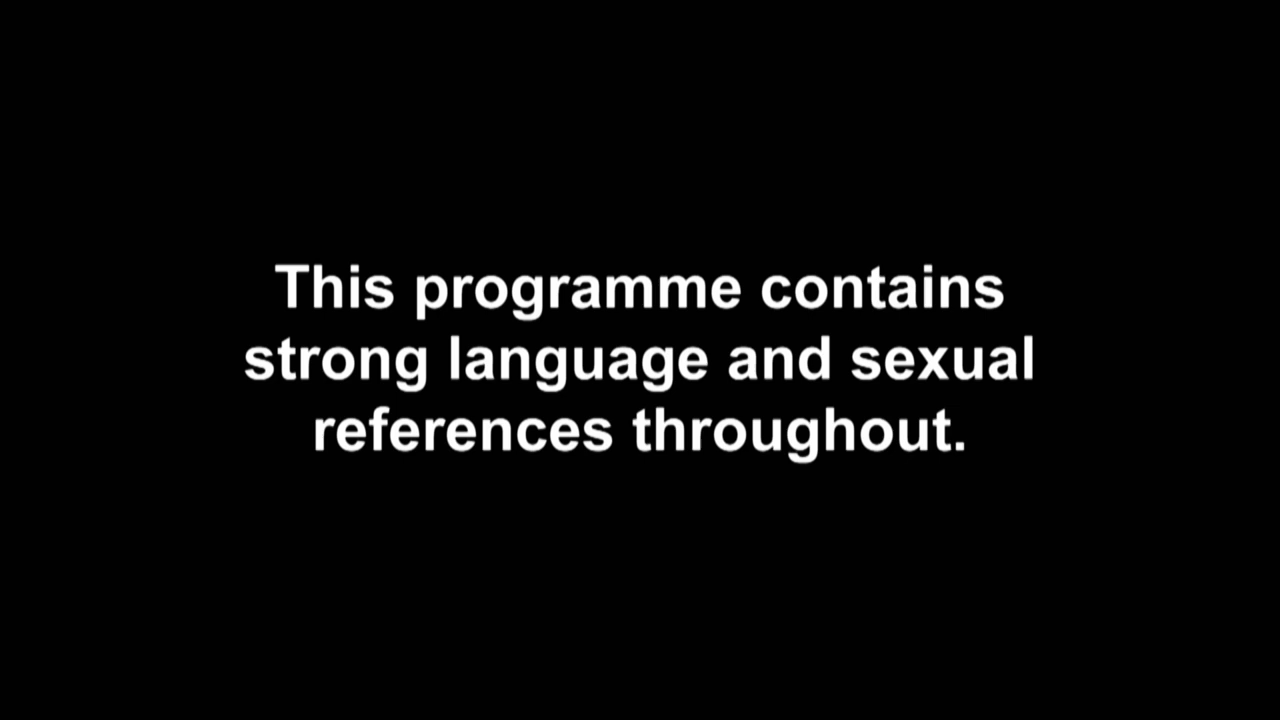 This programme contains
strong language and sexual
references throughout.